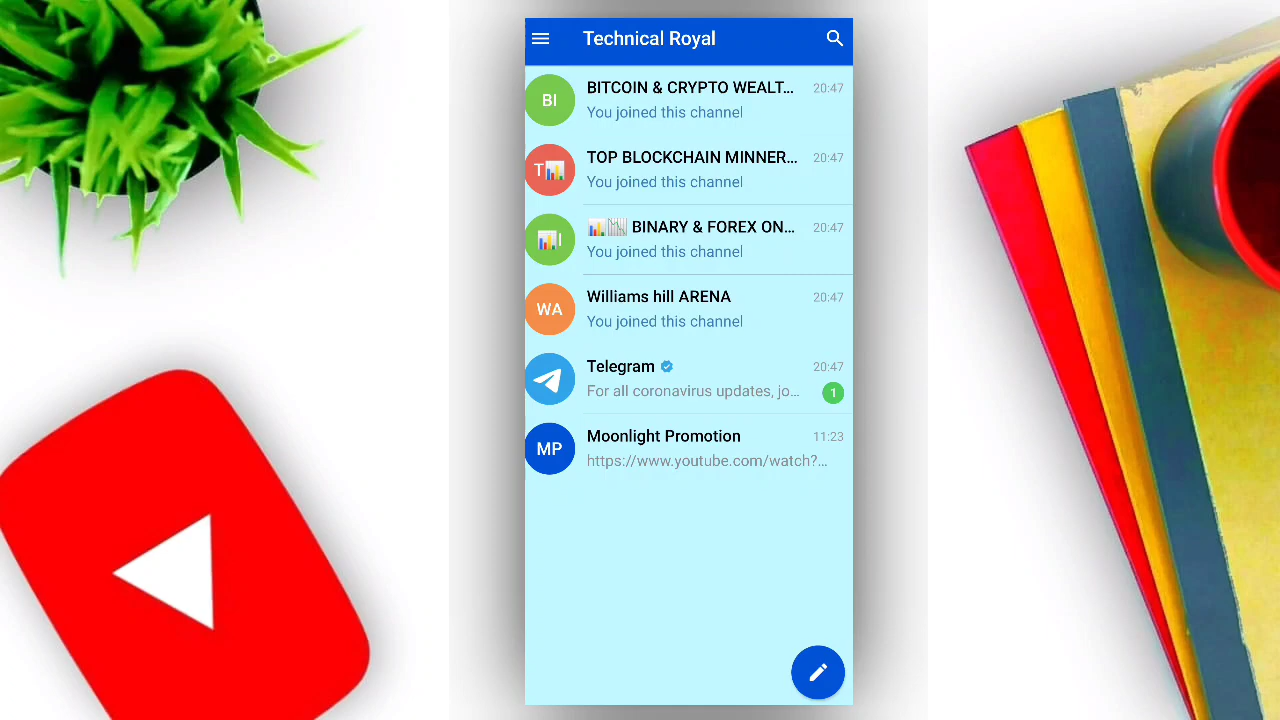 Technical Royal
BI
BITCOIN & CRYPTO WEALT...
20:47
You joined this channel
T📊
TOP BLOCKCHAIN MINNER...
20:47
You joined this channel
📊I
📊📉 BINARY & FOREX ON...
20:47
You joined this channel
WA
Williams hill ARENA
20:47
You joined this channel
Telegram
20:47
For all coronavirus updates, jo...
1
MP
Moonlight Promotion
11:23
https://www.youtube.com/watch?...